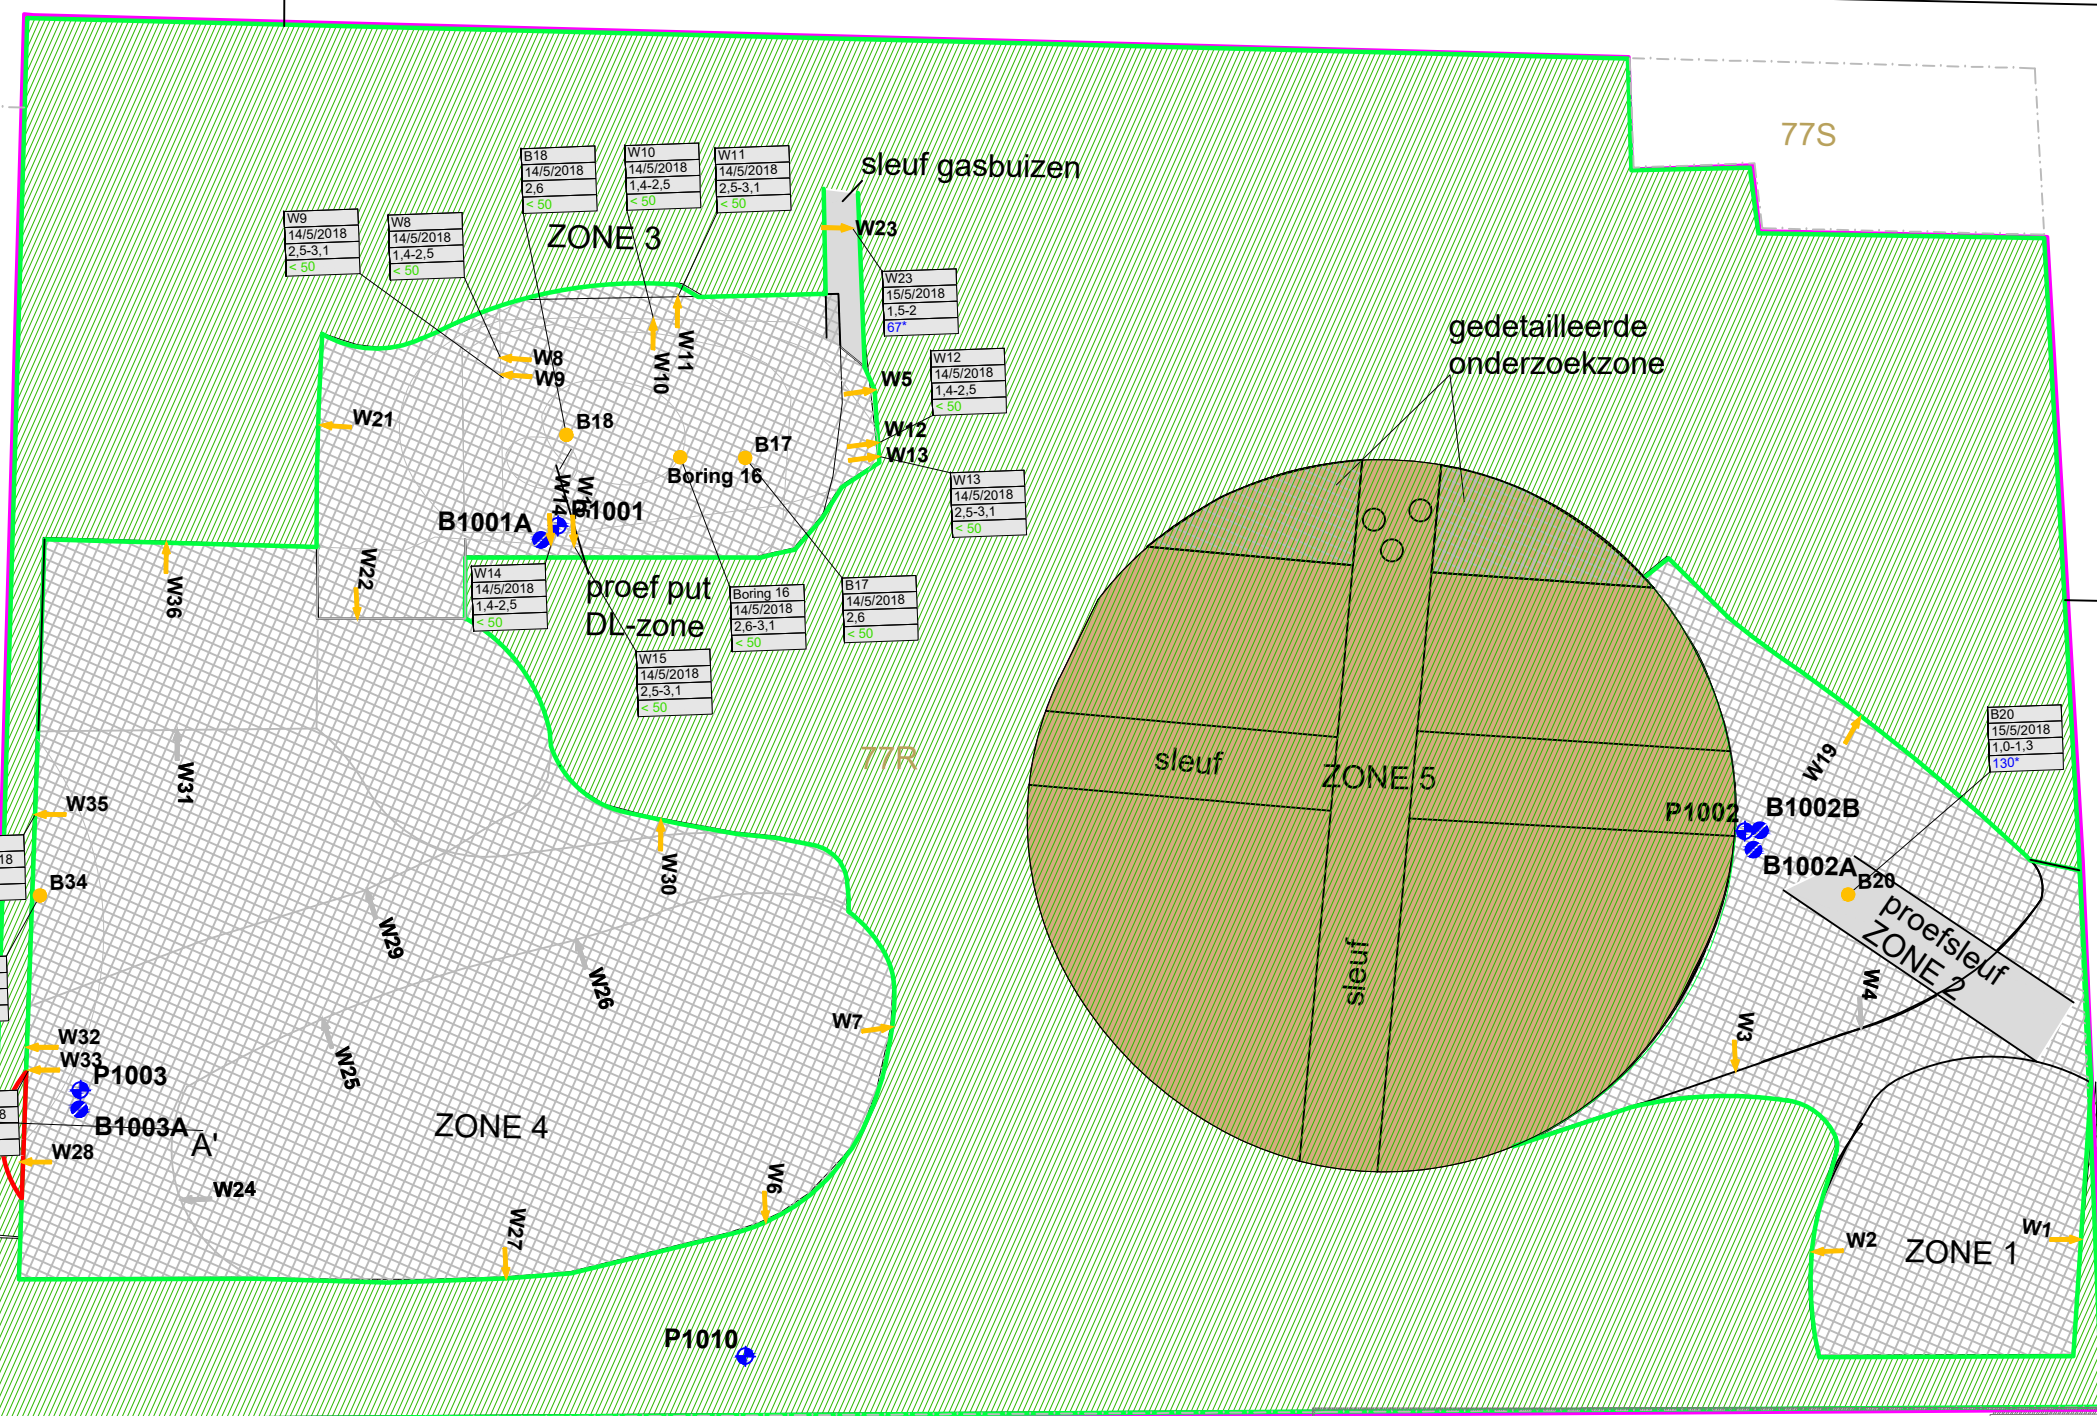 77S
sleuf gasbuizen
B18
14/5/2018
2,6
< 50
W10
14/5/2018
1,4-2,5
< 50
W11
14/5/2018
2,5-3,1
< 50
W9
14/5/2018
2,5-3,1
< 50
W8
14/5/2018
1,4-2,5
< 50
ZONE 3
W23
W23
15/5/2018
1,5-2
67*
gedetailleerde
onderzoekzone
W8
W9
W10
W11
W5
W12
14/5/2018
1,4-2,5
< 50
W21
B18
B17
Boring 16
W12
W13
W13
14/5/2018
2,5-3,1
< 50
W14
B1001A
P1001
W36
W22
W14
14/5/2018
1,4-2,5
< 50
proef put
DL-zone
Boring 16
14/5/2018
2,6-3,1
< 50
B17
14/5/2018
2,6
< 50
W15
14/5/2018
2,5-3,1
< 50
77R
sleuf
ZONE 5
sleuf
W19
B20
15/5/2018
1,0-1,3
130*
P1002
B1002B
B1002A
B20
proefsleuf
ZONE 2
W4
W3
W31
W35
18
B34
W30
W29
W26
W7
W32
W33
P1003
W25
8
B1003A
A'
ZONE 4
W28
W24
W6
W27
W2
W1
ZONE 1
P1010